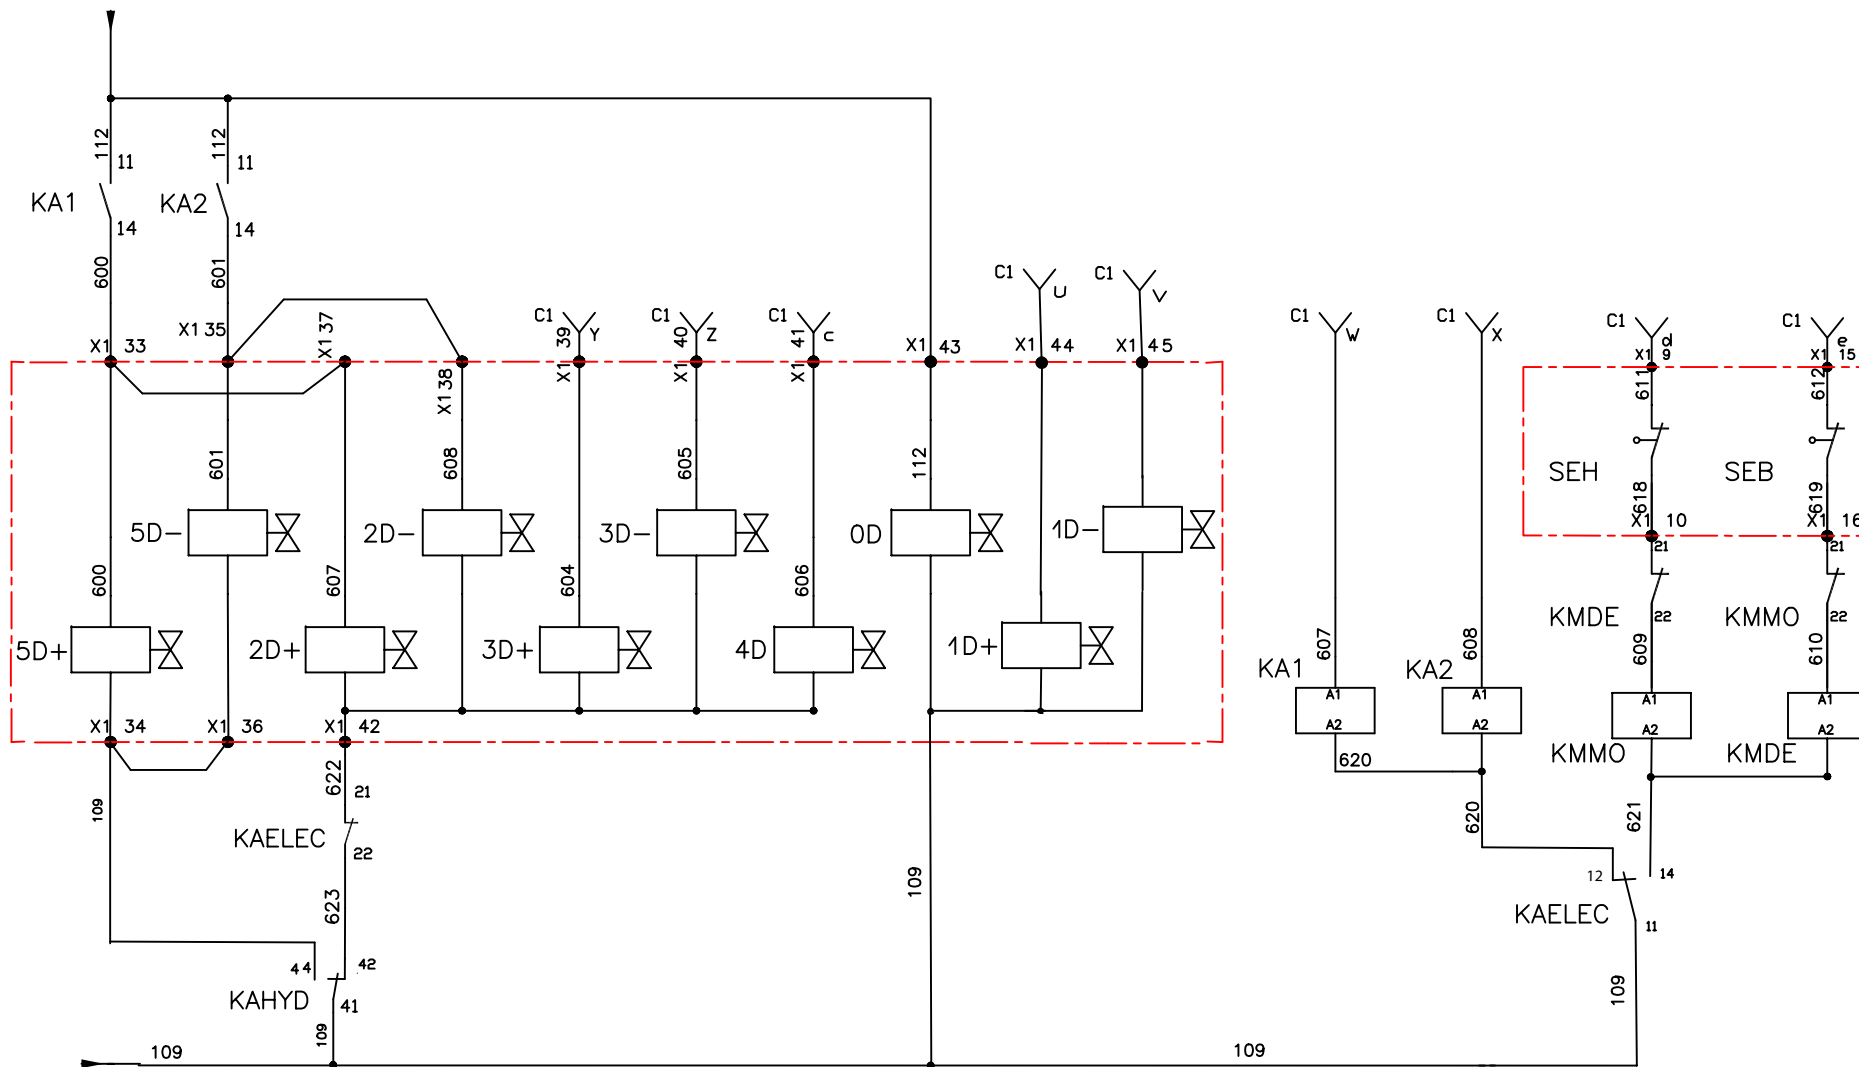 112
11
KA1
14
600
112
11
KA2
14
601
X1 33
X1 35
X1 37
X1 38
C1
39
Y
X1
C1
40
Z
X1
C1
41
c
X1
X1 43
C1
U
X1 44
C1
V
X1 45
C1
W
C1
X
C1
d
X1 9
611
C1
e
X1 15
612
601
608
605
112
SEH
618
SEB
619
5D-
2D-
3D-
0D
1D-
X1 10
21
X1 16
21
600
607
604
606
KMDE
22
609
KMMO
22
610
5D+
2D+
3D+
4D
1D+
607
608
KA1
A1
A2
KA2
A1
A2
A1
A2
KMMO
A1
A2
KMDE
X1 34
X1 36
X1 42
109
622
21
KAELEC
22
623
620
620
621
109
12
14
KAELEC
11
109
44
42
KAHYD
41
109
109
109